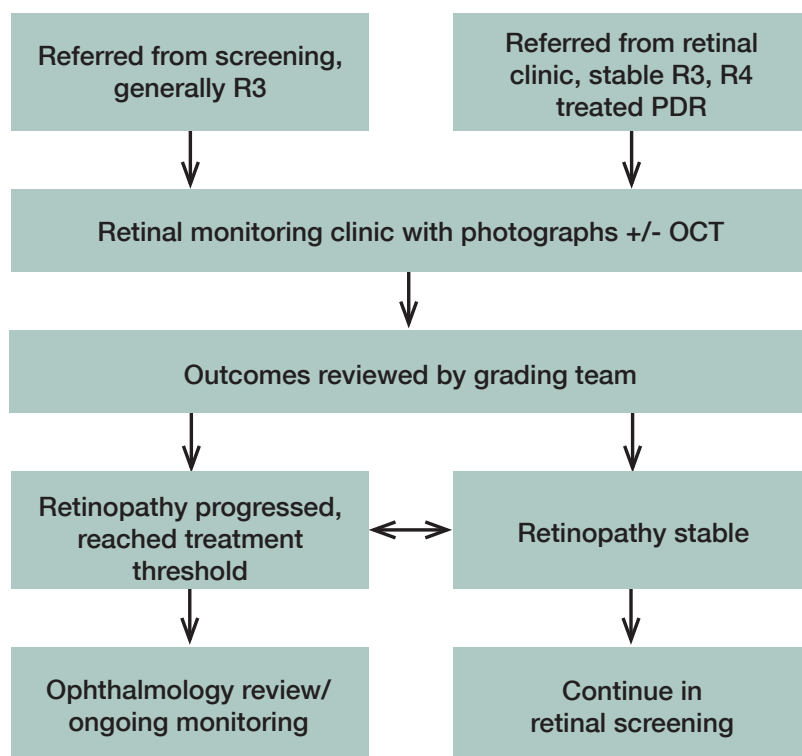 Referred from screening,
generally R3
Referred from retinal
clinic, stable R3, R4
treated PDR
Retinal monitoring clinic with photographs +/- OCT
Outcomes reviewed by grading team
Retinopathy progressed,
reached treatment
threshold
Retinopathy stable
Ophthalmology review/
ongoing monitoring
Continue in
retinal screening